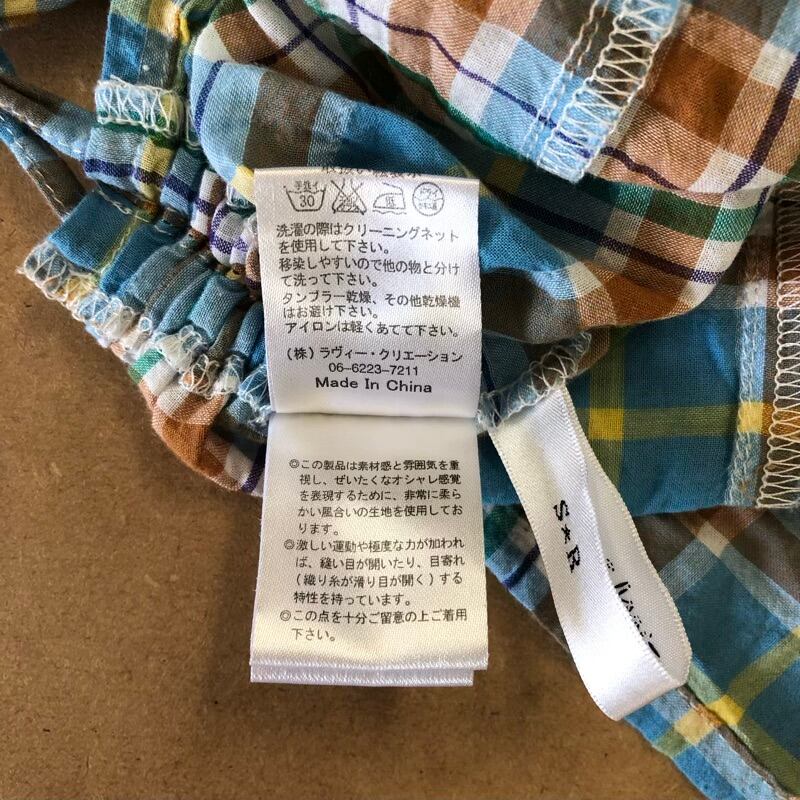 手洗イ
30
低
ドライ
洗濯の際はクリーニングネット
を使用して下さい。
移染しやすいので他の物と分け
て洗って下さい。
タンブラー乾燥、その他乾燥機
はお避け下さい。
アイロンは軽くあてて下さい。
(株)ラヴィー・クリエーション
06-6223-7211
Made In China
◎この製品は素材感と雰囲気を重
視し、ぜいたくなオシャレ感覚
を表現するために、非常に柔ら
かい風合いの生地を使用してお
ります。
◎激しい運動や極度な力が加われ
ば、縫い目が開いたり、目寄れ
(織り糸が滑り目が開く)する
特性を持っています。
◎この点を十分ご留意の上ご着用
下さい。
S★R